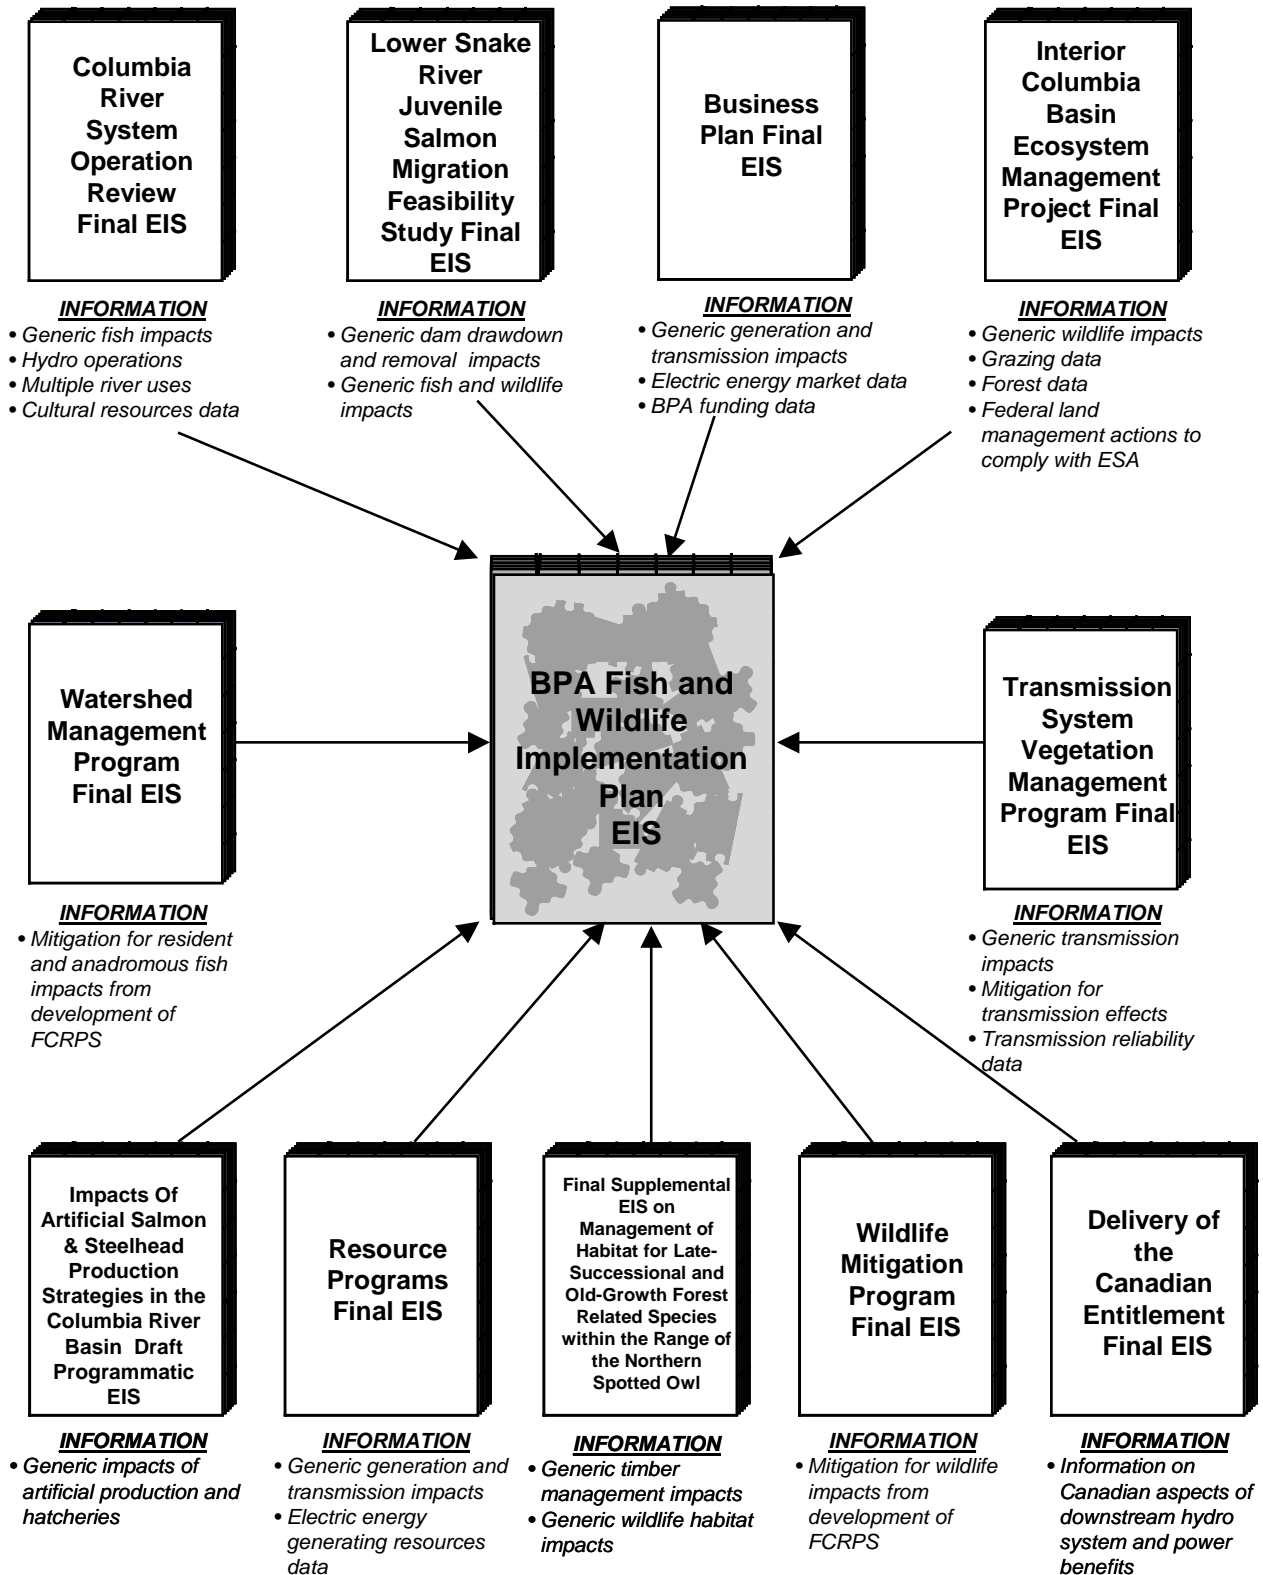 Columbia
River
System
Operation
Review
Final EIS
INFORMATION
• Generic fish impacts
• Hydro operations
• Multiple river uses
• Cultural resources data
Lower Snake
River
Juvenile
Salmon
Migration
Feasibility
Study Final
EIS
INFORMATION
• Generic dam drawdown
and removal impacts
• Generic fish and wildlife
impacts
Business
Plan Final
EIS
INFORMATION
• Generic generation and
transmission impacts
• Electric energy market data
• BPA funding data
Interior
Columbia
Basin
Ecosystem
Management
Project Final
EIS
INFORMATION
• Generic wildlife impacts
• Grazing data
• Forest data
• Federal land
management actions to
comply with ESA
Watershed
Management
Program
Final EIS
INFORMATION
• Mitigation for resident
and anadromous fish
impacts from
development of
FCRPS
BPA Fish and
Wildlife
Implementation
Plan
EIS
Transmission
System
Vegetation
Management
Program Final
EIS
INFORMATION
• Generic transmission
impacts
• Mitigation for
transmission effects
• Transmission reliability
data
Impacts Of
Artificial Salmon
& Steelhead
Production
Strategies in the
Columbia River
Basin Draft
Programmatic
EIS
INFORMATION
• Generic impacts of
artificial production and
hatcheries
Resource
Programs
Final EIS
INFORMATION
• Generic generation and
transmission impacts
• Electric energy
generating resources
data
Final Supplemental
EIS on
Management of
Habitat for Late-
Successional and
Old-Growth Forest
Related Species
within the Range of
the Northern
Spotted Owl
INFORMATION
• Generic timber
management impacts
• Generic wildlife habitat
impacts
Wildlife
Mitigation
Program
Final EIS
INFORMATION
• Mitigation for wildlife
impacts from
development of
FCRPS
Delivery of
the
Canadian
Entitlement
Final EIS
INFORMATION
• Information on
Canadian aspects of
downstream hydro
system and power
benefits